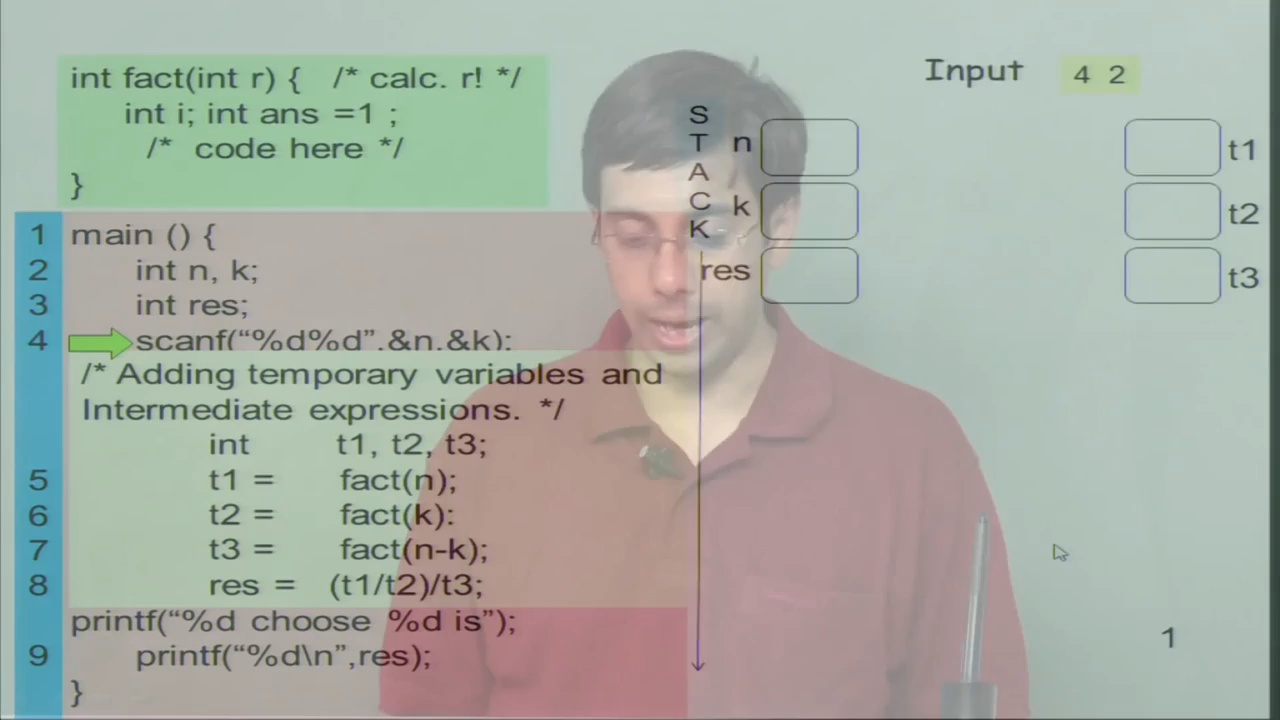 int fact(int r) { /* calc. r! */
int i; int ans =1 ;
/* code here */
}
1 main () {
2 int n, k;
3 int res;
4 scanf(“%d%d”,&n,&k);
/* Adding temporary variables and
Intermediate expressions. */
int t1, t2, t3;
5 t1 = fact(n);
6 t2 = fact(k):
7 t3 = fact(n-k);
8 res = (t1/t2)/t3;
printf(“%d choose %d is”);
9 printf(“%d\n”,res);
}
STACK
n
k
res
Input 4 2
t1
t2
t3
1